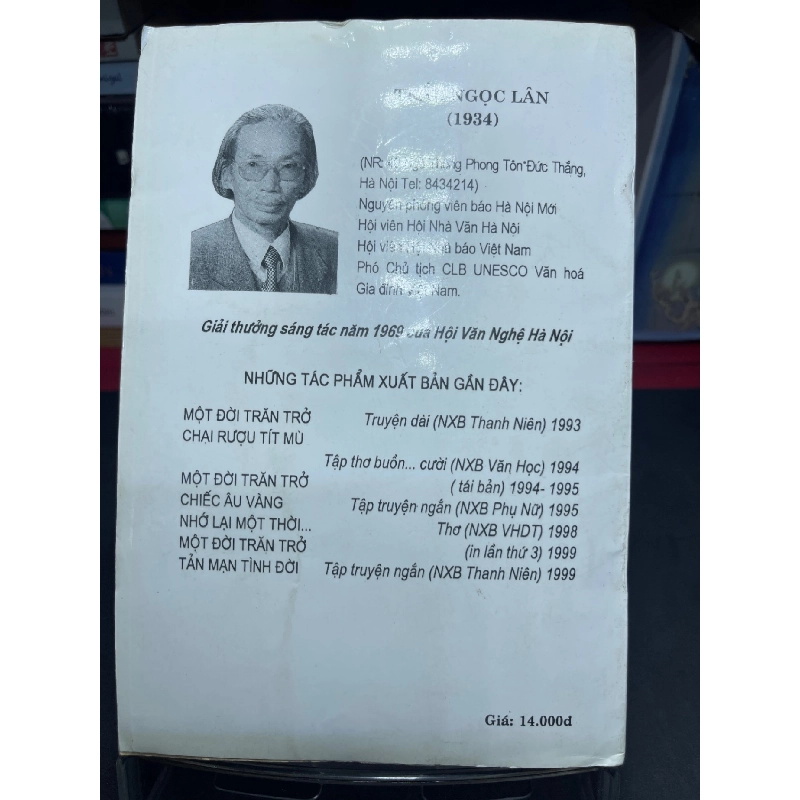 NGỌC LÂN
(1934)
Phong Tôn Đức Thắng,
Hà Nội Tel: 8434214)
Nguyên phóng viên báo Hà Nội Mới
Hội viên Hội Nhà Văn Hà Nội
Hội báo Việt Nam
Phó Chủ tịch CLB UNESCO Văn hoá
Gia đình Nam.
Giải thưởng sáng tác năm 1969 của Hội Văn Nghệ Hà Nội
NHỮNG TÁC PHẨM XUẤT BẢN GẦN ĐÂY:
MỘT ĐỜI TRĂN TRỞ Truyện dài (NXB Thanh Niên) 1993
CHAI RƯỢU TÍT MÙ
Tập thơ buồn... cười (NXB Văn Học) 1994
MỘT ĐỜI TRĂN TRỞ ( tái bản) 1994- 1995
CHIẾC ÂU VÀNG Tập truyện ngắn (NXB Phụ Nữ) 1995
NHỚ LẠI MỘT THỜI... Thơ (NXB VHDT) 1998
MỘT ĐỜI TRĂN TRỞ (in lần thứ 3) 1999
TẢN MẠN TÌNH ĐỜI Tập truyện ngắn (NXB Thanh Niên) 1999
Giá: 14.000đ